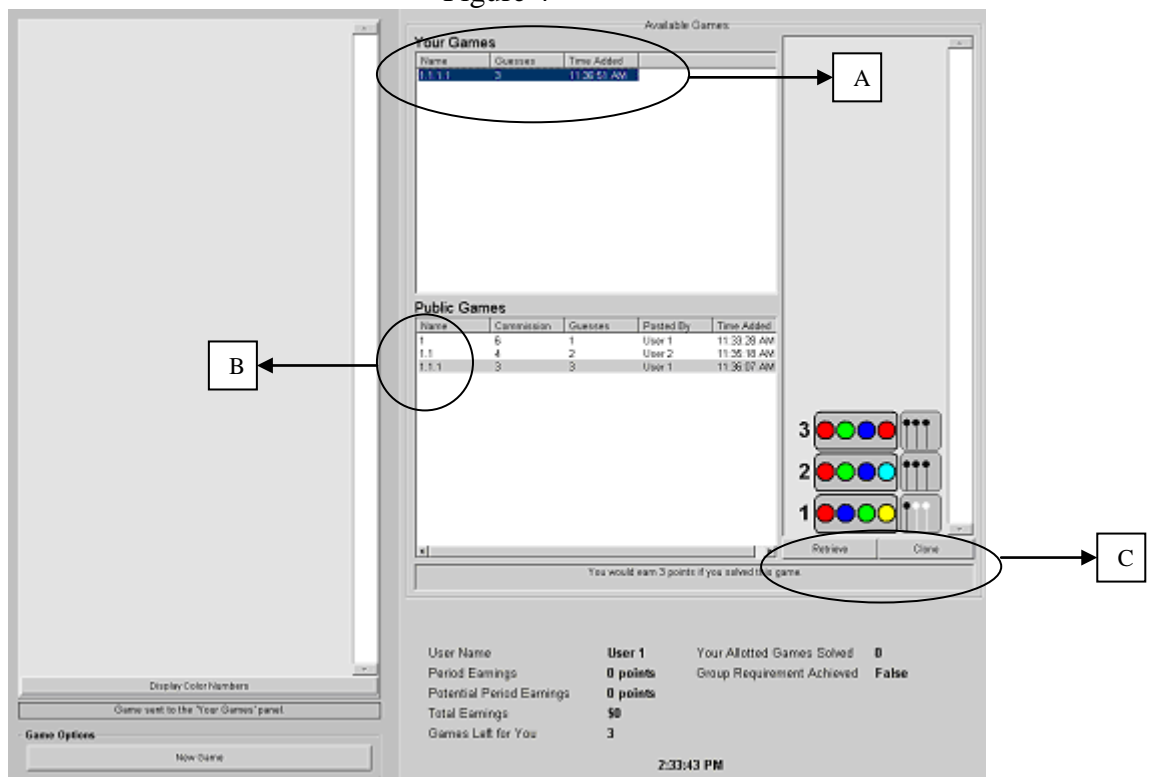 Available Games
Your Games
Name Guesses Time Added
1.1.1.1 3 11:36:51 AM
A
Public Games
Name Commission Guesses Posted By Time Added
1 6 1 User 1 11:33:28 AM
1.1 4 2 User 2 11:35:18 AM
1.1.1 3 3 User 1 11:36:07 AM
B
3
2
1
Retrieve Clone
C
You would earn 3 points if you solved this game.
User Name User 1 Your Allotted Games Solved 0
Period Earnings 0 points Group Requirement Achieved False
Potential Period Earnings 0 points
Total Earnings $0
Games Left for You 3
2:33:43 PM
Display Color Numbers
Game sent to the 'Your Games' panel.
Game Options
New Game